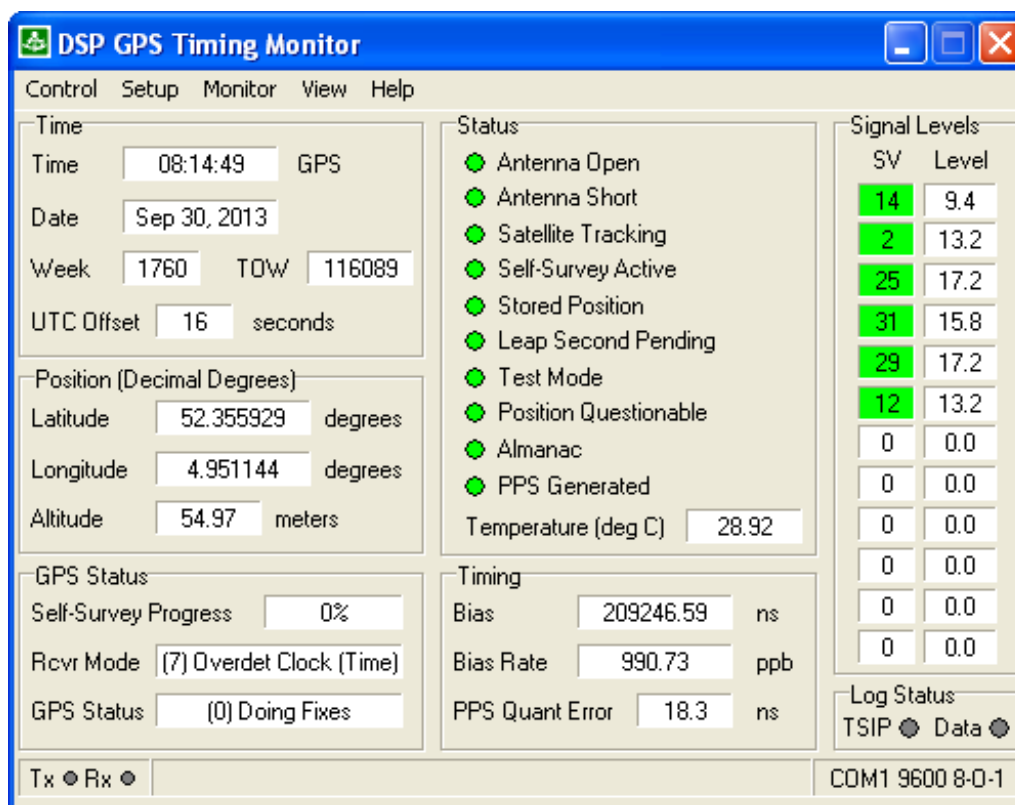 DSP GPS Timing Monitor
Control Setup Monitor View Help
Time
Time 08:14:49 GPS
Date Sep 30, 2013
Week 1760 TOW 116089
UTC Offset 16 seconds
Position (Decimal Degrees)
Latitude 52.355929 degrees
Longitude 4.951144 degrees
Altitude 54.97 meters
GPS Status
Self-Survey Progress 0%
Rcvr Mode (7) Overdet Clock (Time)
GPS Status (0) Doing Fixes
Status
Antenna Open
Antenna Short
Satellite Tracking
Self-Survey Active
Stored Position
Leap Second Pending
Test Mode
Position Questionable
Almanac
PPS Generated
Temperature (deg C) 28.92
Timing
Bias 209246.59 ns
Bias Rate 990.73 ppb
PPS Quant Error 18.3 ns
Signal Levels
SV Level
14 9.4
2 13.2
25 17.2
31 15.8
29 17.2
12 13.2
0 0.0
0 0.0
0 0.0
0 0.0
0 0.0
0 0.0
Log Status
TSIP Data
Tx Rx COM1 9600 8-O-1